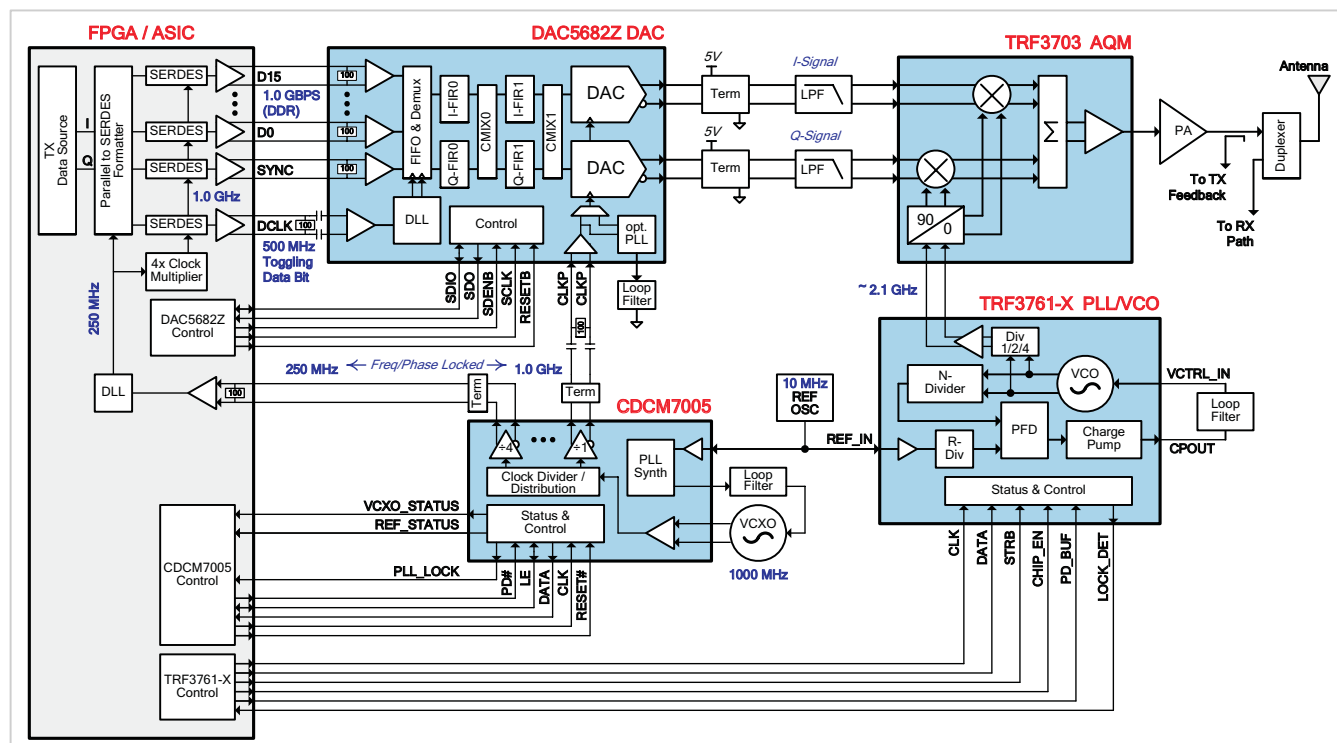 FPGA / ASIC
DAC5682Z DAC
TRF3703 AQM
TX
Data Source
I
Q
Parallel to SERDES
Formatter
SERDES
SERDES
SERDES
SERDES
1.0 GHz
4x Clock
Multiplier
250 MHz
DAC5682Z
Control
DLL
D15
1.0 GBPS
(DDR)
D0
SYNC
DCLK
500 MHz
Toggling
Data Bit
100
100
100
100
FIFO & Demux
I-FIR0
Q-FIR0
CMIX0
I-FIR1
Q-FIR1
CMIX1
DAC
DAC
DLL
Control
opt.
PLL
Loop
Filter
SDIO
SDO
SDENB
SCLK
RESETB
CLKP
CLKP
100
5V
Term
I-Signal
LPF
5V
Term
Q-Signal
LPF
90
0
Σ
PA
Antenna
Duplexer
To TX
Feedback
To RX
Path
~ 2.1 GHz
TRF3761-X PLL/VCO
Div
1/2/4
N-
Divider
VCO
VCTRL_IN
Loop
Filter
CPOUT
PFD
Charge
Pump
R-
Div
REF_IN
Status & Control
CLK
DATA
STRB
CHIP_EN
PD_BUF
LOCK_DET
10 MHz
REF
OSC
250 MHz
Freq/Phase Locked
1.0 GHz
100
Term
Term
CDCM7005
÷4
÷1
Clock Divider /
Distribution
PLL
Synth
Loop
Filter
VCXO
1000 MHz
Status &
Control
VCXO_STATUS
REF_STATUS
PLL_LOCK
PD#
LE
DATA
CLK
RESET#
CDCM7005
Control
TRF3761-X
Control